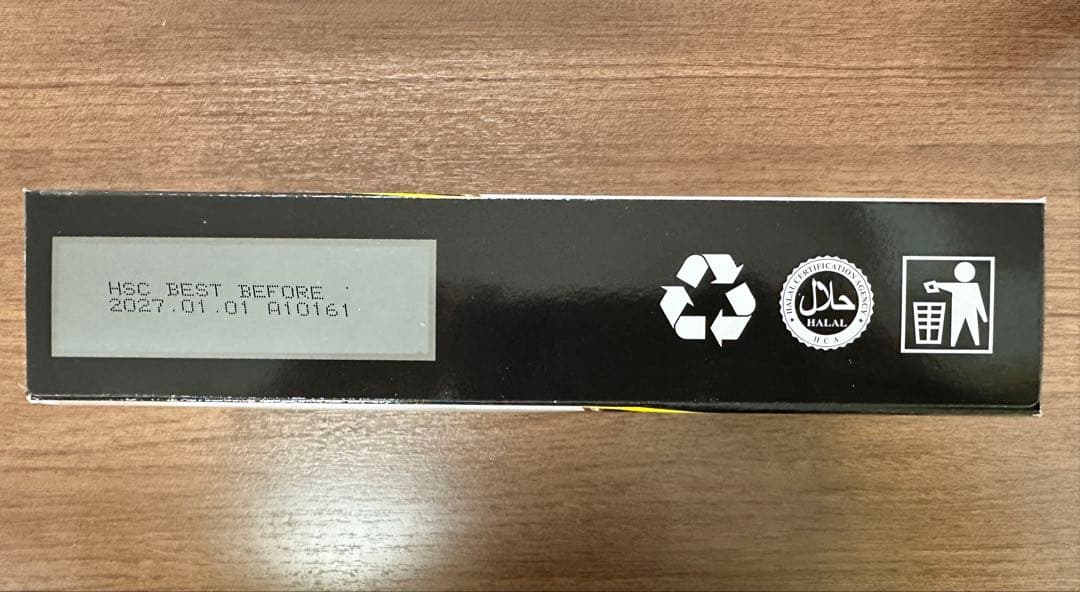 HSC BEST BEFORE
2027.01.01 A10161
HALAL CERTIFICATION AGENCY
حلال
HALAL
HCA